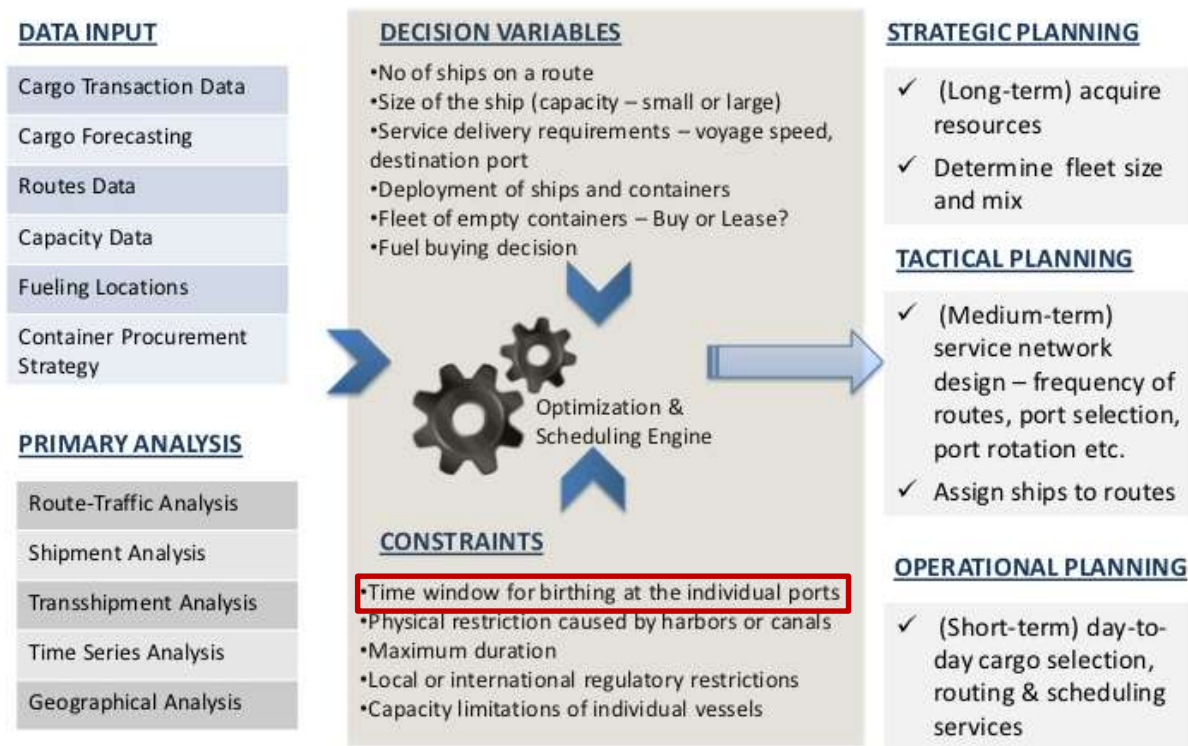 DATA INPUT
Cargo Transaction Data
Cargo Forecasting
Routes Data
Capacity Data
Fueling Locations
Container Procurement
Strategy
PRIMARY ANALYSIS
Route-Traffic Analysis
Shipment Analysis
Transshipment Analysis
Time Series Analysis
Geographical Analysis
DECISION VARIABLES
•No of ships on a route
•Size of the ship (capacity – small or large)
•Service delivery requirements – voyage speed,
destination port
•Deployment of ships and containers
•Fleet of empty containers – Buy or Lease?
•Fuel buying decision
Optimization &
Scheduling Engine
CONSTRAINTS
•Time window for birthing at the individual ports
•Physical restriction caused by harbors or canals
•Maximum duration
•Local or international regulatory restrictions
•Capacity limitations of individual vessels
STRATEGIC PLANNING
✓ (Long-term) acquire
resources
✓ Determine fleet size
and mix
TACTICAL PLANNING
✓ (Medium-term)
service network
design – frequency of
routes, port selection,
port rotation etc.
✓ Assign ships to routes
OPERATIONAL PLANNING
✓ (Short-term) day-to-
day cargo selection,
routing & scheduling
services